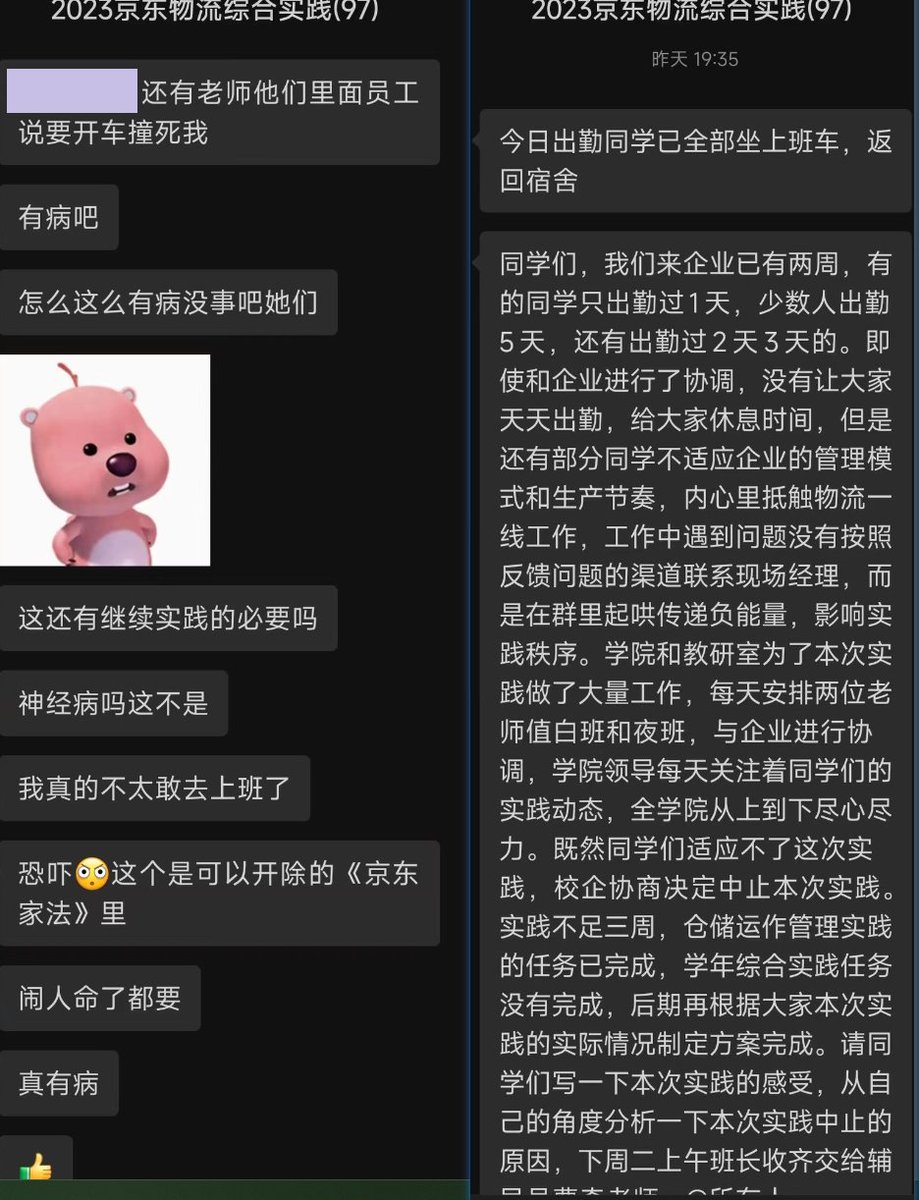 2023京东物流综合实践(97)
还有老师他们里面员工
说要开车撞死我
有病吧
怎么这么有病没事吧她们
这还有继续实践的必要吗
神经病吗这不是
我真的不太敢去上班了
恐吓😳这个是可以开除的《京东
家法》里
闹人命了都要
真有病
👍
2023京东物流综合实践(97)
昨天 19:35
今日出勤同学已全部坐上班车，返
回宿舍
同学们，我们来企业已有两周，有
的同学只出勤过1天，少数人出勤
5天，还有出勤过2天3天的。即
使和企业进行了协调，没有让大家
天天出勤，给大家休息时间，但是
还有部分同学不适应企业的管理模
式和生产节奏，内心里抵触物流一
线工作，工作中遇到问题没有按照
反馈问题的渠道联系现场经理，而
是在群里起哄传递负能量，影响实
践秩序。学院和教研室为了本次实
践做了大量工作，每天安排两位老
师值白班和夜班，与企业进行协
调，学院领导每天关注着同学们的
实践动态，全学院从上到下尽心尽
力。既然同学们适应不了这次实
践，校企协商决定中止本次实践。
实践不足三周，仓储运作管理实践
的任务已完成，学年综合实践任务
没有完成，后期再根据大家本次实
践的实际情况制定方案完成。请同
学们写一下本次实践的感受，从自
己的角度分析一下本次实践中止的
原因，下周二上午班长收齐交给辅